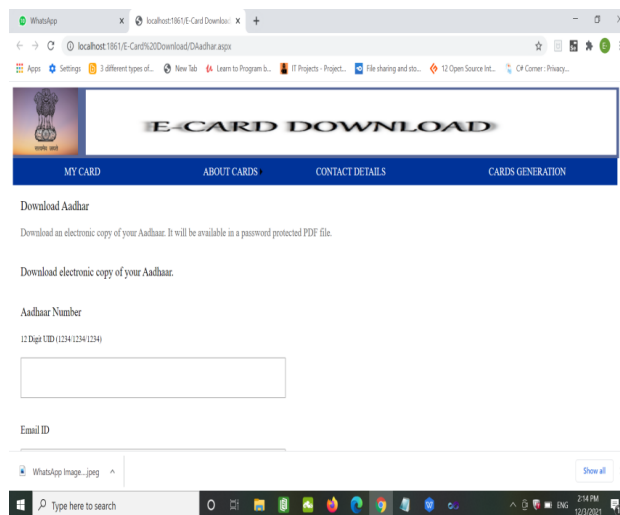 WhatsApp
localhost:1861/E-Card Downloa
localhost:1861/E-Card%20Download/DAadhar.aspx
Apps Settings 3 different types of... New Tab Learn to Program b... IT Projects - Project... File sharing and sto... 12 Open Source Int... C# Corner : Privacy...
E-CARD DOWNLOAD
सत्यमेव जयते
MY CARD ABOUT CARDS CONTACT DETAILS CARDS GENERATION
Download Aadhar
Download an electronic copy of your Aadhaar. It will be available in a password protected PDF file.
Download electronic copy of your Aadhaar.
Aadhaar Number
12 Digit UID (1234/1234/1234)
Email ID
WhatsApp Image...jpeg
Show all
Type here to search
ENG
2:14 PM
12/3/2021